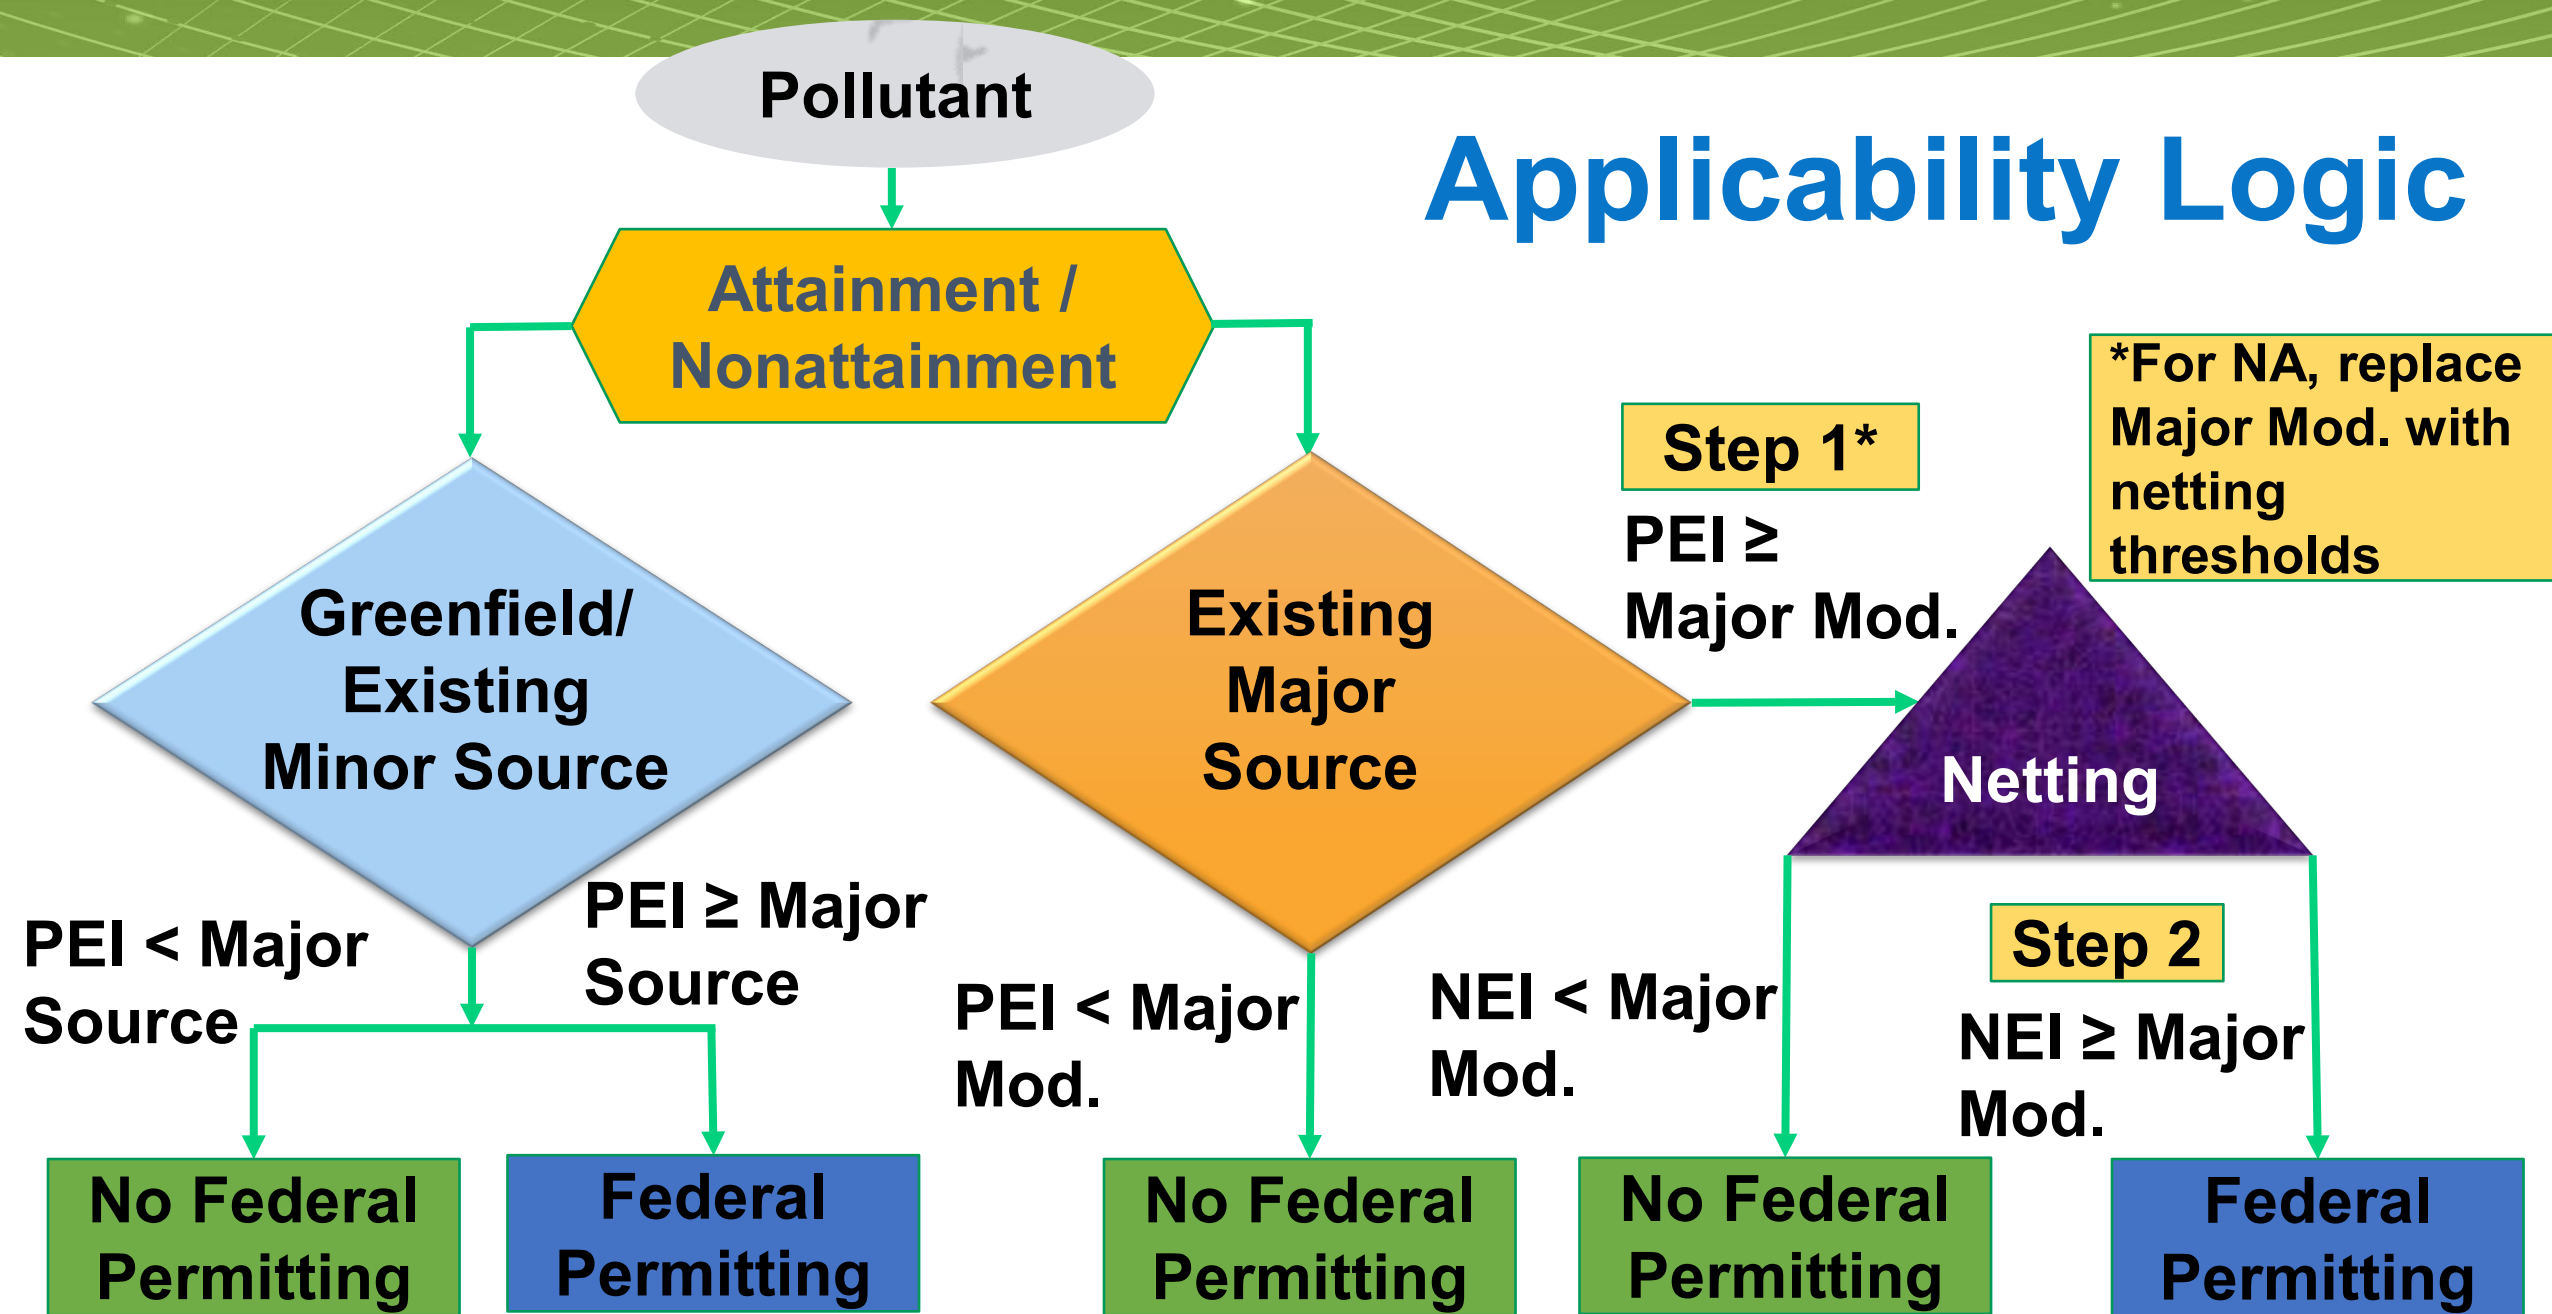 Pollutant
Applicability Logic
Attainment /
Nonattainment
*For NA, replace
Major Mod. with
netting
thresholds
Step 1*
PEI ≥
Major Mod.
Greenfield/
Existing
Minor Source
Existing
Major
Source
Netting
PEI < Major
Source
PEI ≥ Major
Source
PEI < Major
Mod.
NEI < Major
Mod.
Step 2
NEI ≥ Major
Mod.
No Federal
Permitting
Federal
Permitting
No Federal
Permitting
No Federal
Permitting
Federal
Permitting